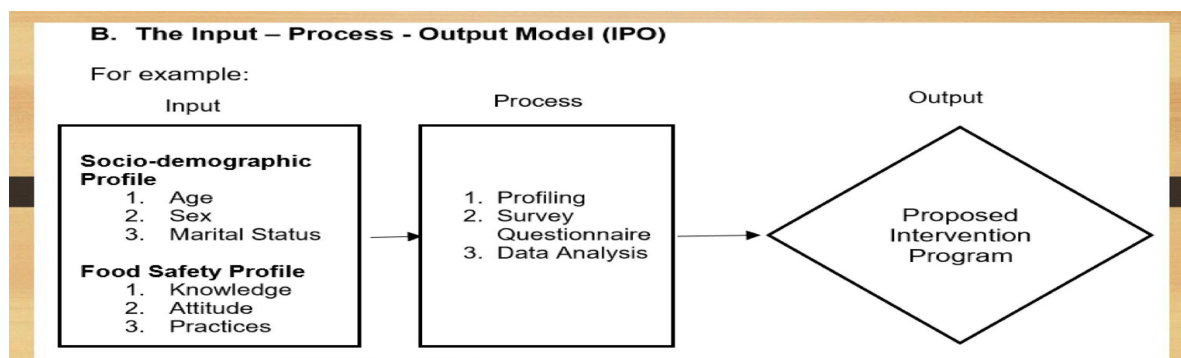 B. The Input – Process - Output Model (IPO)
For example:
Input
Process
Output
Socio-demographic
Profile
1. Age
2. Sex
3. Marital Status
Food Safety Profile
1. Knowledge
2. Attitude
3. Practices
1. Profiling
2. Survey
Questionnaire
3. Data Analysis
Proposed
Intervention
Program